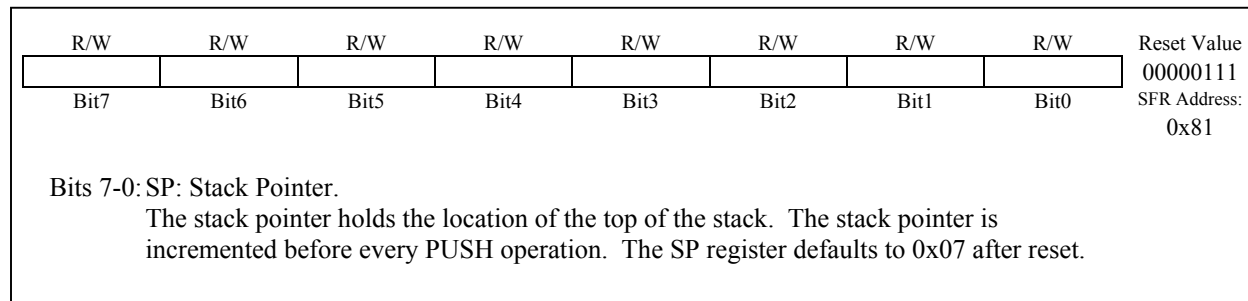 R/W R/W R/W R/W R/W R/W R/W R/W Reset Value
00000111
Bit7 Bit6 Bit5 Bit4 Bit3 Bit2 Bit1 Bit0 SFR Address:
0x81
Bits 7-0: SP: Stack Pointer.
The stack pointer holds the location of the top of the stack. The stack pointer is
incremented before every PUSH operation. The SP register defaults to 0x07 after reset.